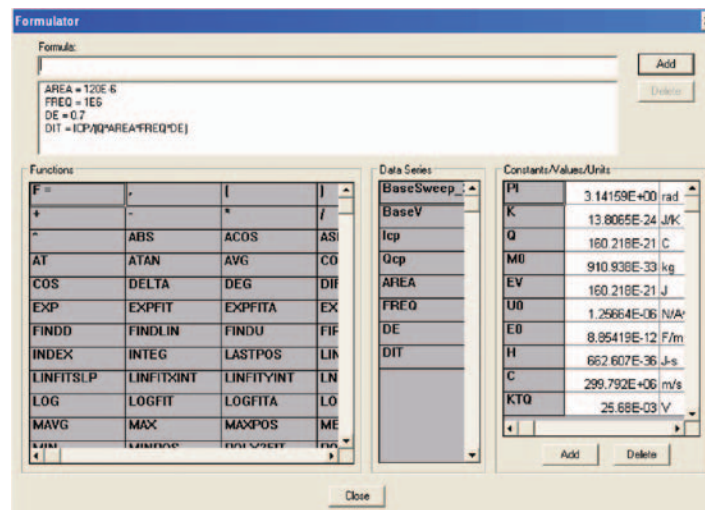 Formulator
Formula:
Add
Delete
AREA = 120E-6
FREQ = 1E6
DE = 0.7
DIT = ICP/(Q*AREA*FREQ*DE)
Functions
F = , ( )
+ - * /
^ ABS ACOS
AT ATAN AVG
COS DELTA DEG
EXP EXPFIT EXPFITA
FINDD FINDLIN FINDU
INDEX INTEG LASTPOS
LINFITSLP LINFITXINT LINFITYINT
LOG LOGFIT LOGFITA
MAVG MAX MAXPOS
Data Series
BaseSweep_
BaseV
Icp
Qcp
AREA
FREQ
DE
DIT
Constants/Values/Units
PI 3.14159E+00 rad
K 13.8065E-24 J/K
Q 160.218E-21 C
M0 910.938E-33 kg
EV 160.218E-21 J
U0 1.25664E-06 N/A
E0 8.85419E-12 F/m
H 662.607E-36 J-s
C 299.792E+06 m/s
KTQ 25.68E-03 V
Add Delete
Close